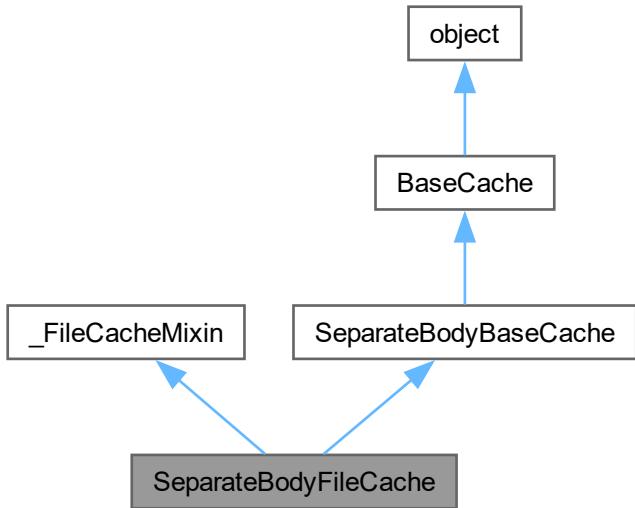 object
BaseCache
_FileCacheMixin
SeparateBodyBaseCache
SeparateBodyFileCache